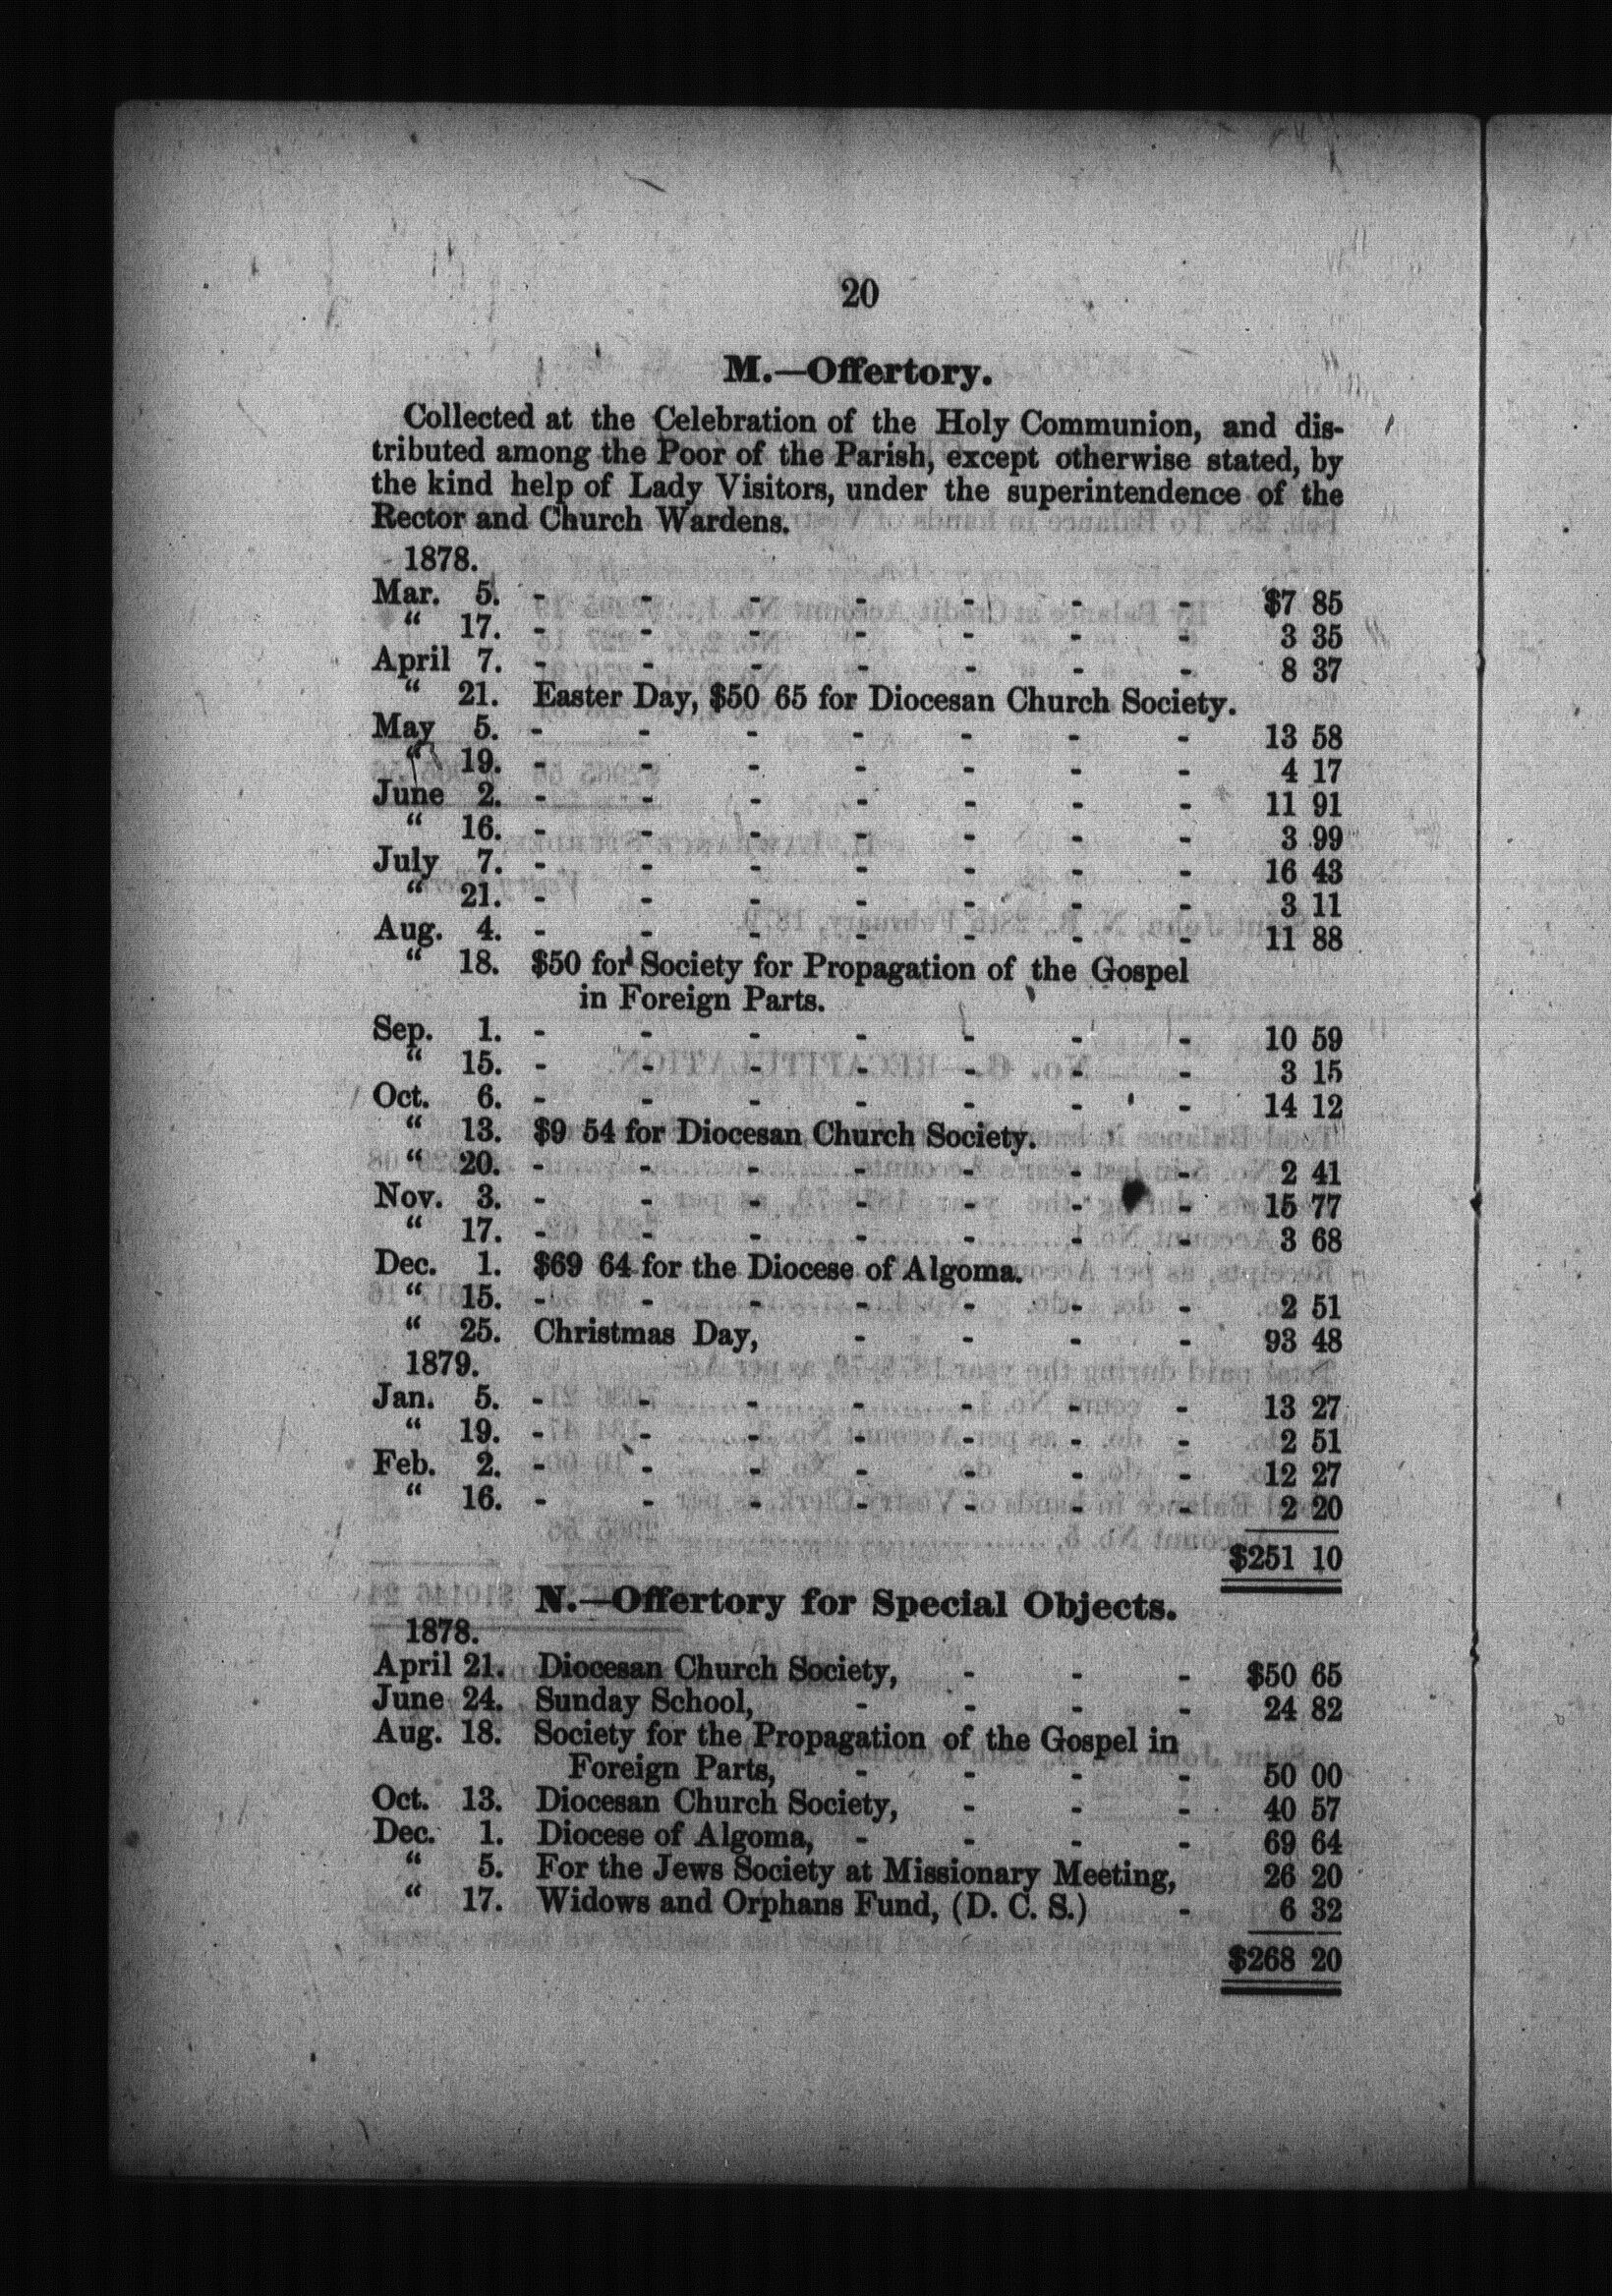 20
M.—Offertory.
Collected at the Celebration of the Holy Communion, and dis-
tributed among the Poor of the Parish, except otherwise stated, by
the kind help of Lady Visitors, under the superintendence of the
Rector and Church Wardens.
1878.
Mar. 5. - - - - - - - $7 85
“ 17. - - - - - - - 3 35
April 7. - - - - - - - 8 37
“ 21. Easter Day, $50 65 for Diocesan Church Society.
May 5. - - - - - - - 13 58
“ 19. - - - - - - - 4 17
June 2. - - - - - - - 11 91
“ 16. - - - - - - - 3 99
July 7. - - - - - - - 16 43
“ 21. - - - - - - - 3 11
Aug. 4. - - - - - - - 11 88
“ 18. $50 for Society for Propagation of the Gospel
in Foreign Parts.
Sep. 1. - - - - - - - 10 59
“ 15. - - - - - - - 3 15
Oct. 6. - - - - - - - 14 12
“ 13. $9 54 for Diocesan Church Society.
“ 20. - - - - - - - 2 41
Nov. 3. - - - - - - - 15 77
“ 17. - - - - - - - 3 68
Dec. 1. $69 64 for the Diocese of Algoma.
“ 15. - - - - - - - 2 51
“ 25. Christmas Day, - - - - 93 48
1879.
Jan. 5. - - - - - - - 13 27
“ 19. - - - - - - - 2 51
Feb. 2. - - - - - - - 12 27
“ 16. - - - - - - - 2 20
$251 10
N.—Offertory for Special Objects.
1878.
April 21. Diocesan Church Society, - - - $50 65
June 24. Sunday School, - - - - 24 82
Aug. 18. Society for the Propagation of the Gospel in
Foreign Parts, - - - - 50 00
Oct. 13. Diocesan Church Society, - - - 40 57
Dec. 1. Diocese of Algoma, - - - - 69 64
“ 5. For the Jews Society at Missionary Meeting, 26 20
“ 17. Widows and Orphans Fund, (D. C. S.) - 6 32
$268 20